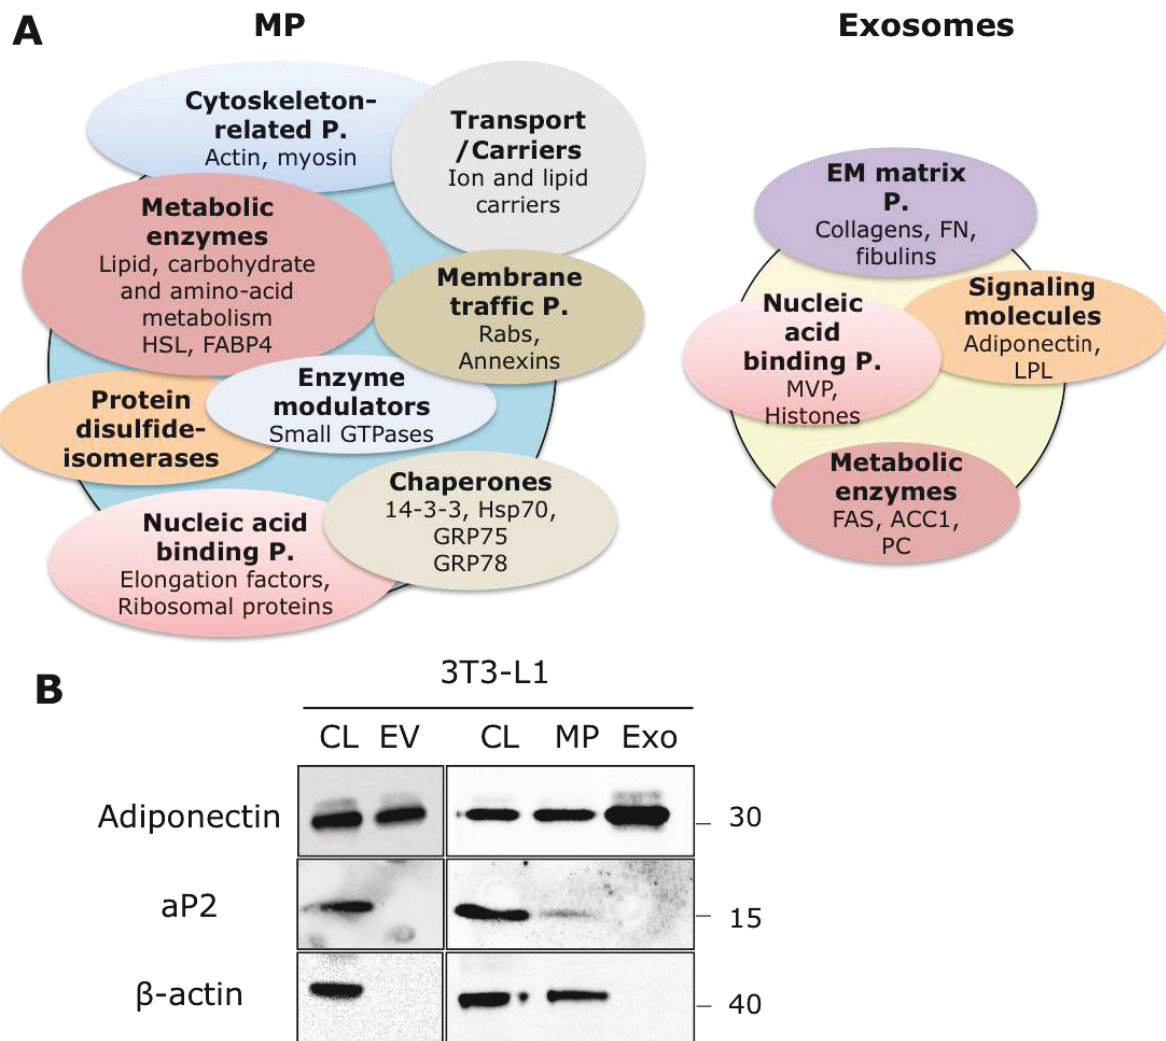 A
MP
Exosomes
Cytoskeleton-
related P.
Actin, myosin
Transport
/Carriers
Ion and lipid
carriers
Metabolic
enzymes
Lipid, carbohydrate
and amino-acid
metabolism
HSL, FABP4
Membrane
traffic P.
Rabs,
Annexins
Enzyme
modulators
Small GTPases
Protein
disulfide-
isomerases
Chaperones
14-3-3, Hsp70,
GRP75
GRP78
Nucleic acid
binding P.
Elongation factors,
Ribosomal proteins
EM matrix
P.
Collagens, FN,
fibulins
Signaling
molecules
Adiponectin,
LPL
Nucleic
acid
binding P.
MVP,
Histones
Metabolic
enzymes
FAS, ACC1,
PC
B
3T3-L1
CL EV CL MP Exo
Adiponectin 30
aP2 15
β-actin 40